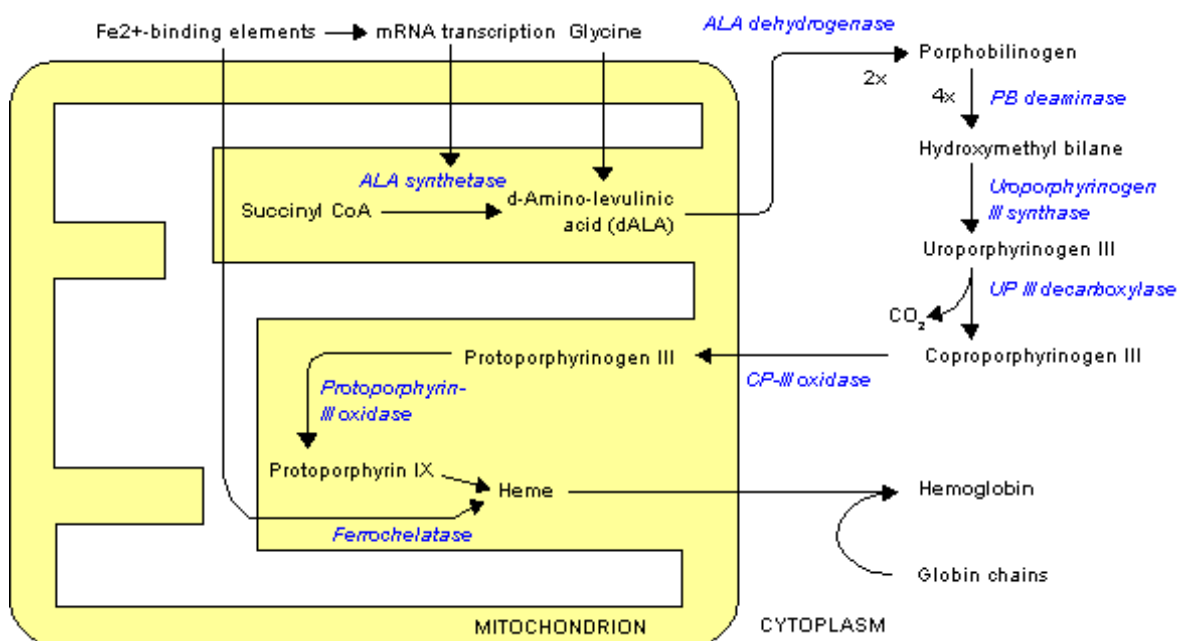 ALA dehydrogenase
Fe2+-binding elements
mRNA transcription
Glycine
Porphobilinogen
2x
4x
PB deaminase
Hydroxymethyl bilane
ALA synthetase
Uroporphyrinogen
III synthase
Succinyl CoA
d-Amino-levulinic
acid (dALA)
Uroporphyrinogen III
UP III decarboxylase
CO2
Protoporphyrinogen III
Coproporphyrinogen III
CP-III oxidase
Protoporphyrin-
III oxidase
Protoporphyrin IX
Heme
Hemoglobin
Ferrochelatase
Globin chains
MITOCHONDRION
CYTOPLASM